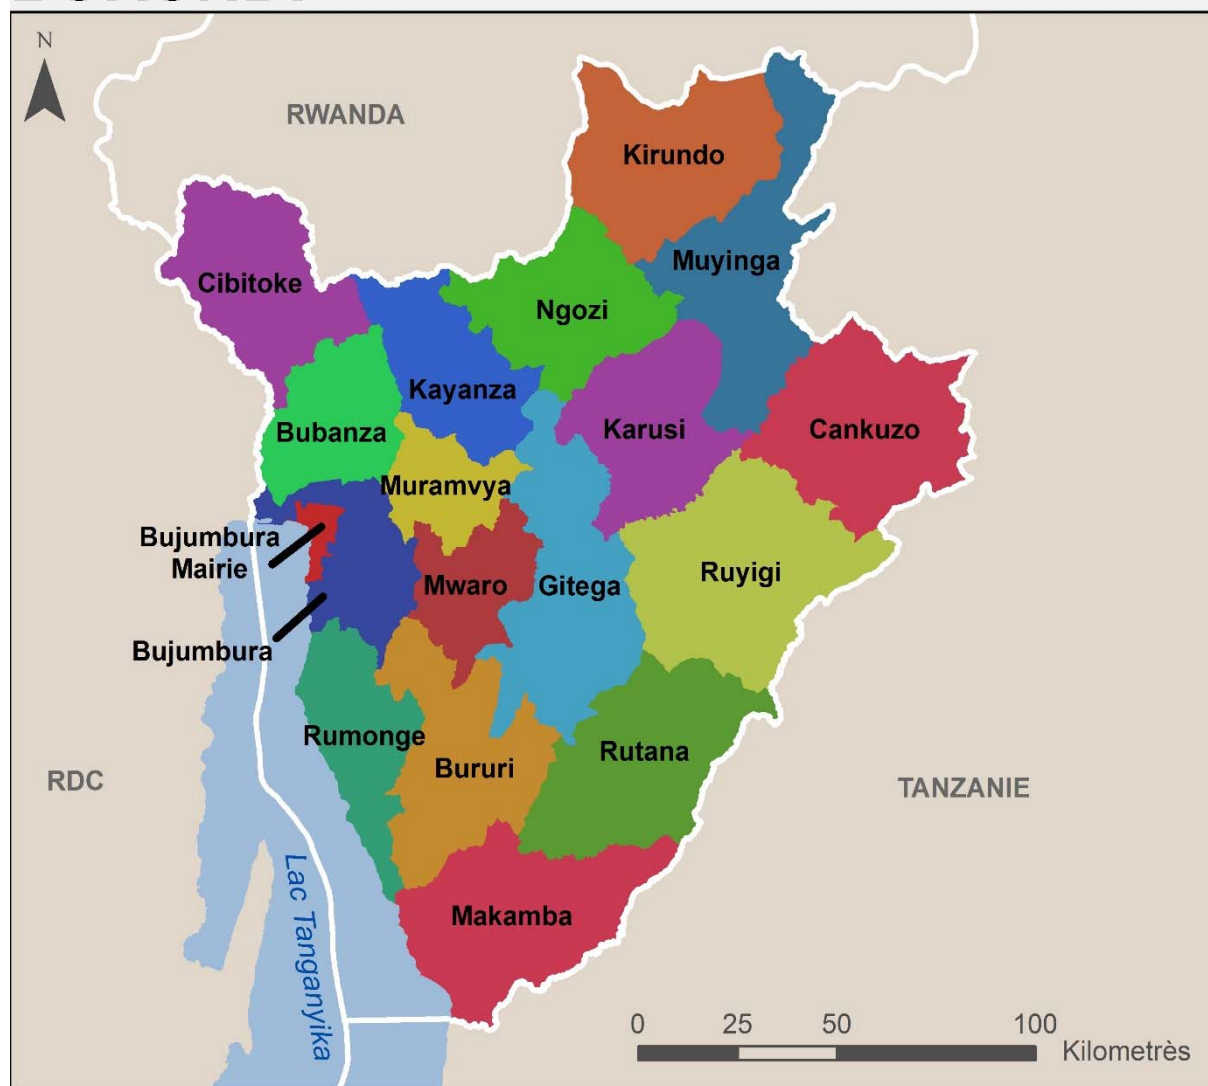 N
RWANDA
Kirundo
Muyinga
Cibitoke
Ngozi
Kayanza
Karusi
Cankuzo
Bubanza
Muramvya
Bujumbura
Mairie
Mwaro
Gitega
Ruyigi
Bujumbura
Rumonge
Bururi
Rutana
RDC
TANZANIE
Lac Tanganyika
Makamba
0 25 50 100
Kilometrès